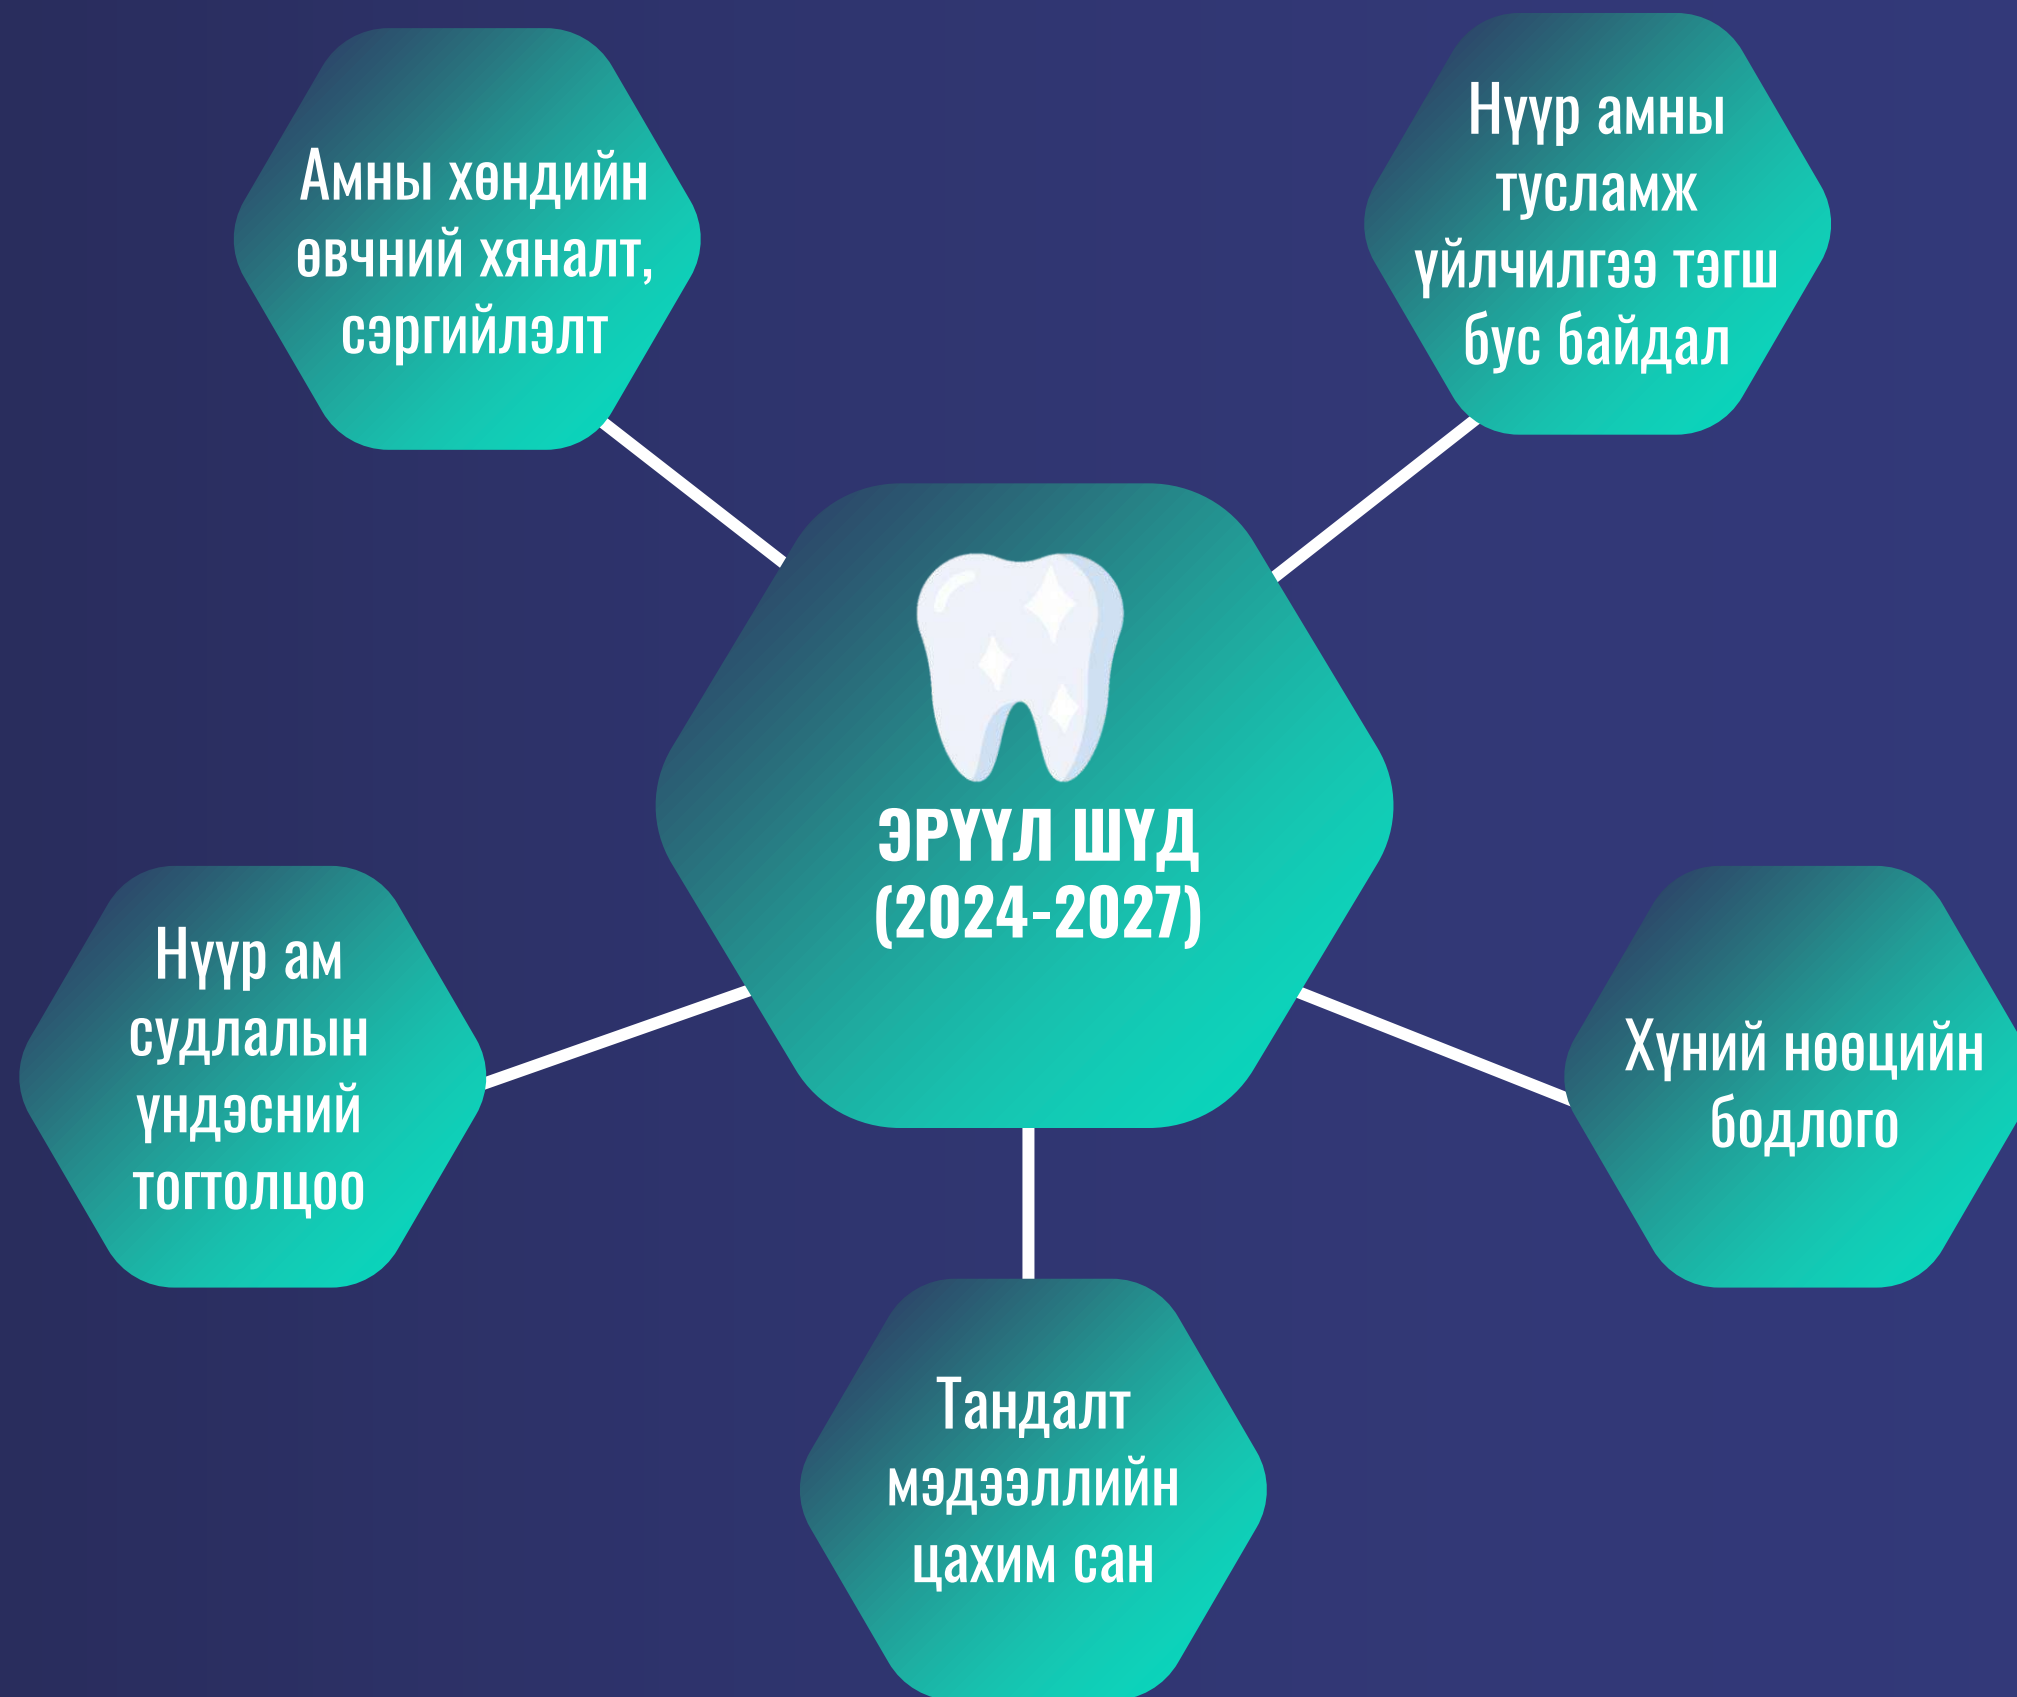 Амны хөндийн
өвчний хяналт,
сэргийлэлт
Нүүр амны
тусламж
үйлчилгээ тэгш
бус байдал
ЭРҮҮЛ ШҮД
(2024-2027)
Нүүр ам
судлалын
үндэсний
тогтолцоо
Хүний нөөцийн
бодлого
Тандалт
мэдээллийн
цахим сан